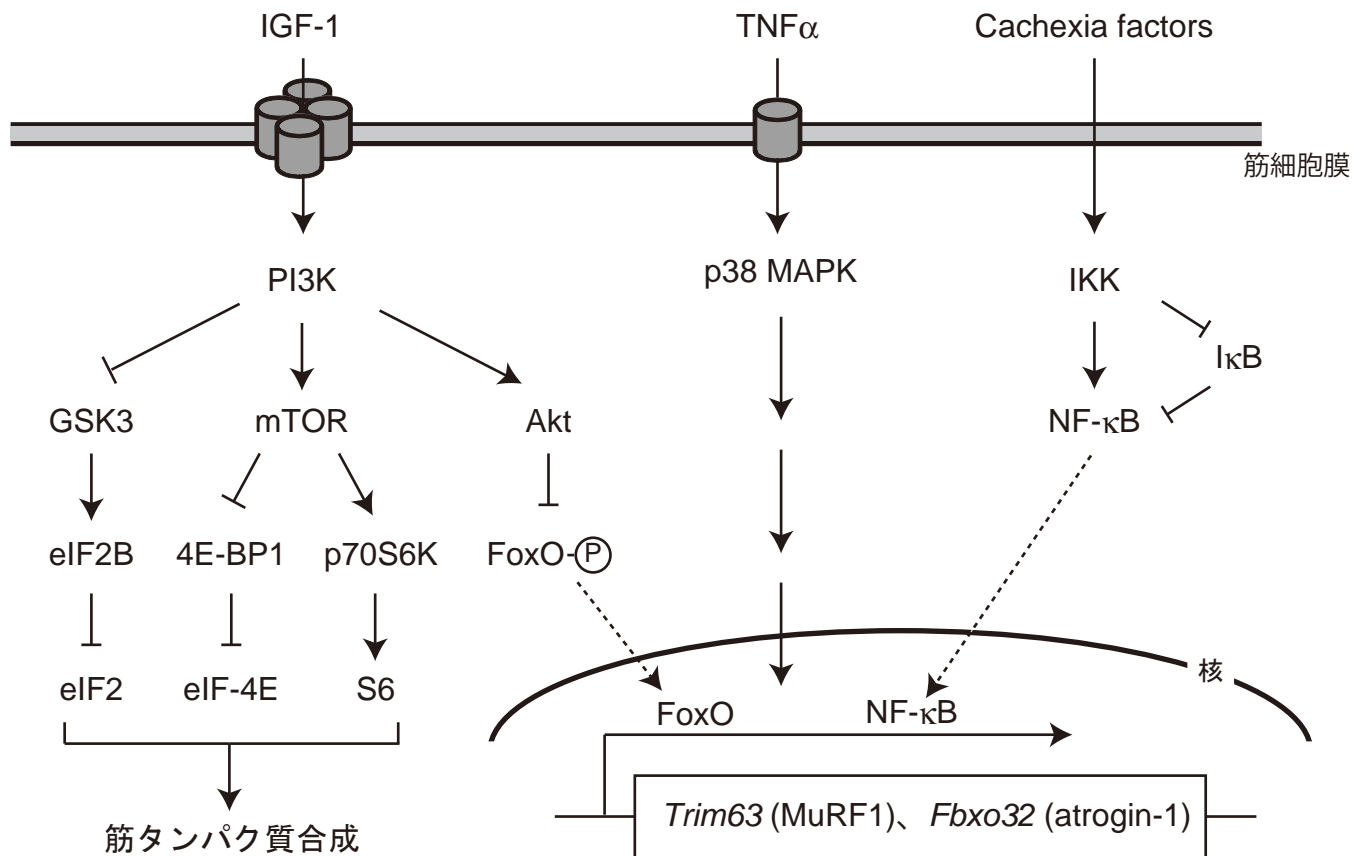 IGF-1
TNFα
Cachexia factors
筋細胞膜
PI3K
p38 MAPK
IKK
IκB
GSK3
mTOR
Akt
NF-κB
eIF2B
4E-BP1
p70S6K
FoxO-P
eIF2
eIF-4E
S6
核
FoxO
NF-κB
Trim63 (MuRF1)、Fbxo32 (atrogin-1)
筋タンパク質合成